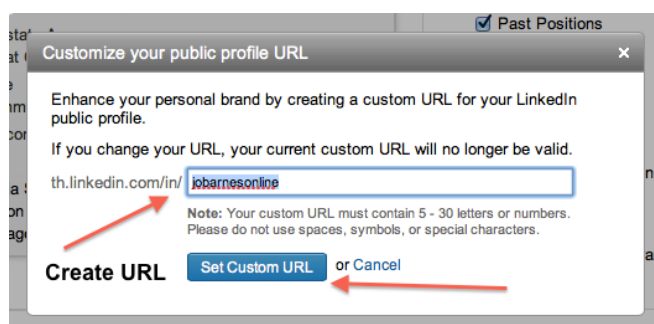 Past Positions
Customize your public profile URL
Enhance your personal brand by creating a custom URL for your LinkedIn
public profile.
If you change your URL, your current custom URL will no longer be valid.
th.linkedin.com/in/ jobarnesonline
Note: Your custom URL must contain 5 - 30 letters or numbers.
Please do not use spaces, symbols, or special characters.
Create URL
Set Custom URL or Cancel